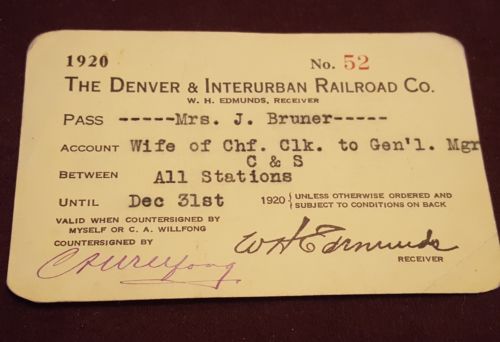 1920 No. 52
THE DENVER & INTERURBAN RAILROAD CO.
W. H. EDMUNDS, RECEIVER
PASS -----Mrs. J. Bruner-----
ACCOUNT Wife of Chf. Clk. to Gen'l. Mgr
C & S
BETWEEN All Stations
UNTIL Dec 31st 1920 { UNLESS OTHERWISE ORDERED AND
SUBJECT TO CONDITIONS ON BACK
VALID WHEN COUNTERSIGNED BY
MYSELF OR C. A. WILLFONG
COUNTERSIGNED BY
CAWillfong WHEdmunds
RECEIVER